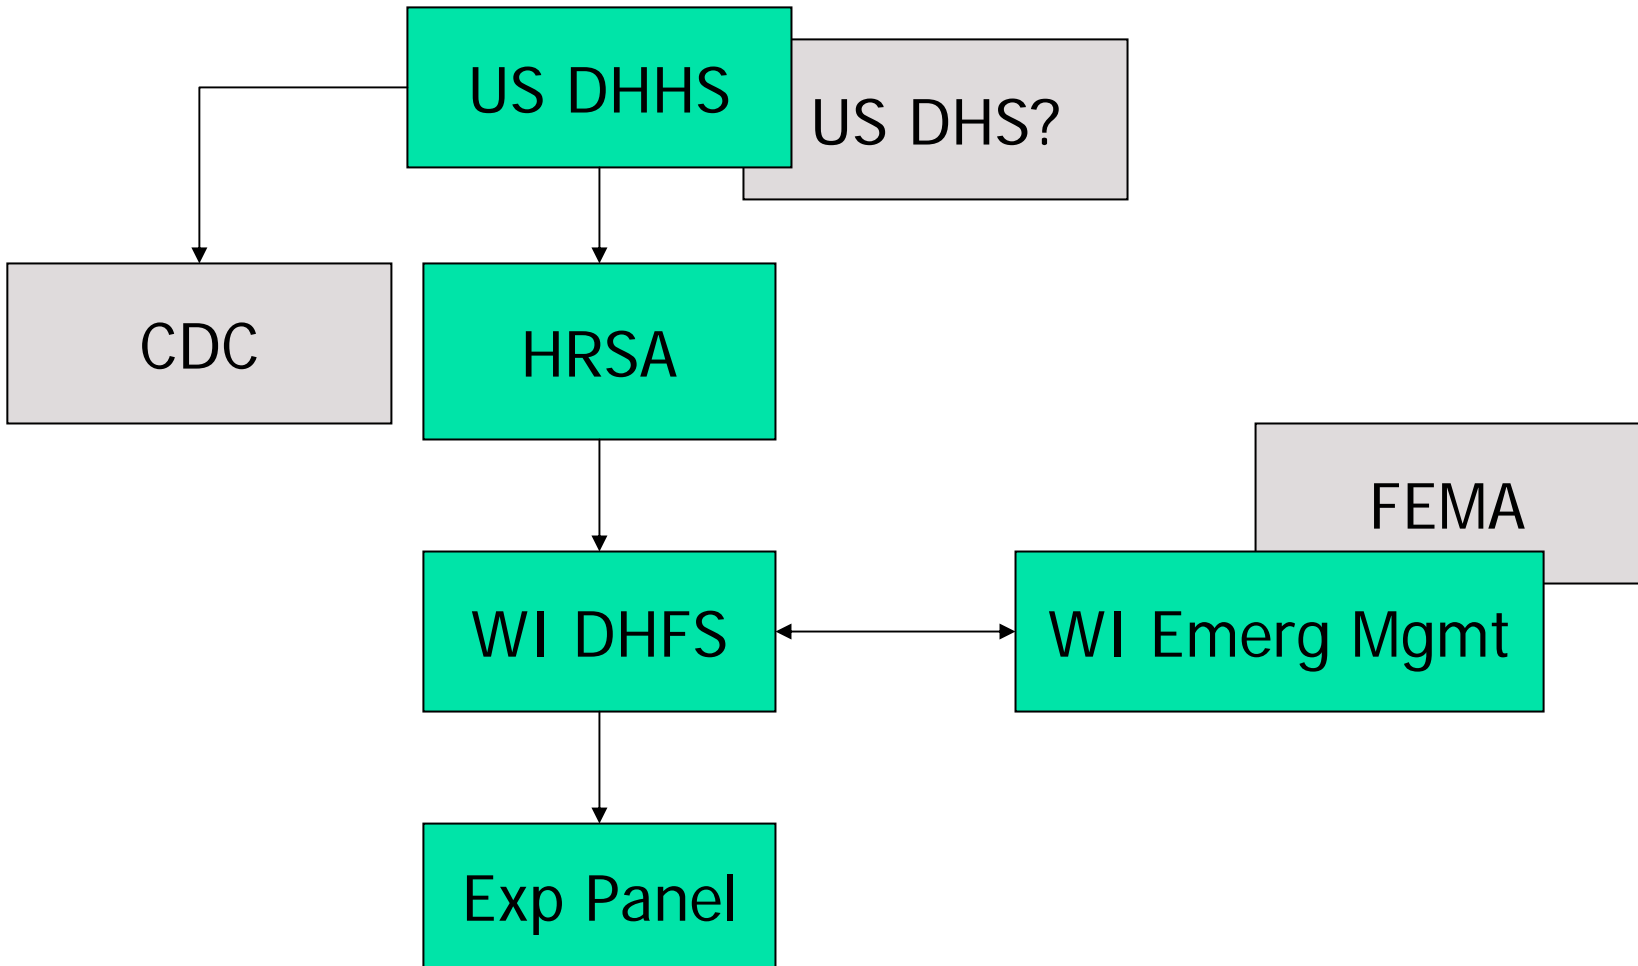 US DHHS
US DHS?
CDC
HRSA
FEMA
WI DHFS
WI Emerg Mgmt
Exp Panel